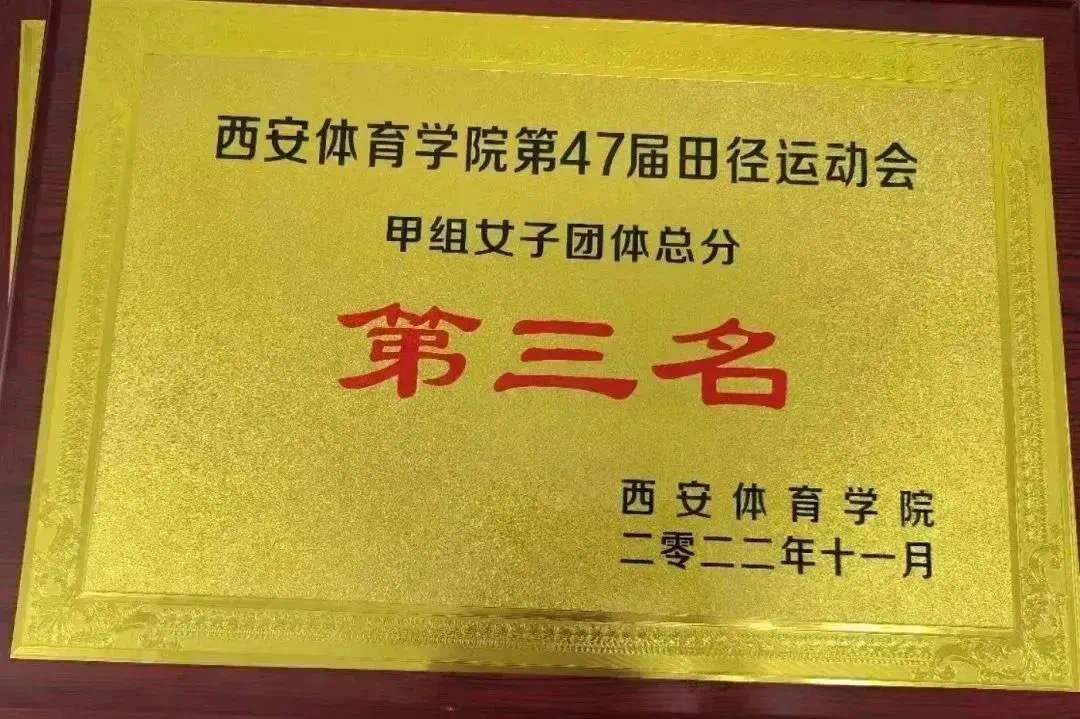 西安体育学院第47届田径运动会
甲组女子团体总分
第三名
西安体育学院
二零二二年十一月